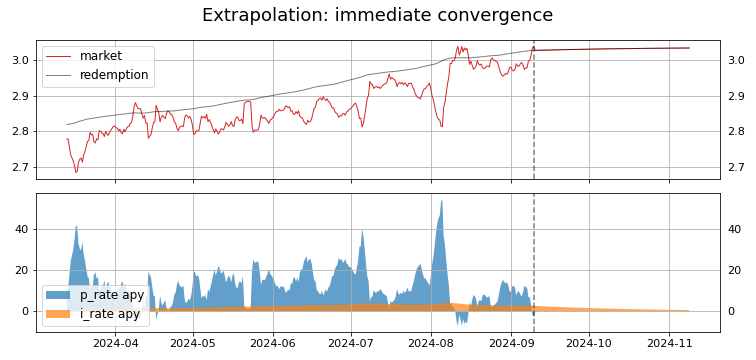 Extrapolation: immediate convergence
market
redemption
3.0
2.9
2.8
2.7
3.0
2.9
2.8
2.7
40
20
0
40
20
0
p_rate apy
i_rate apy
2024-04 2024-05 2024-06 2024-07 2024-08 2024-09 2024-10 2024-11